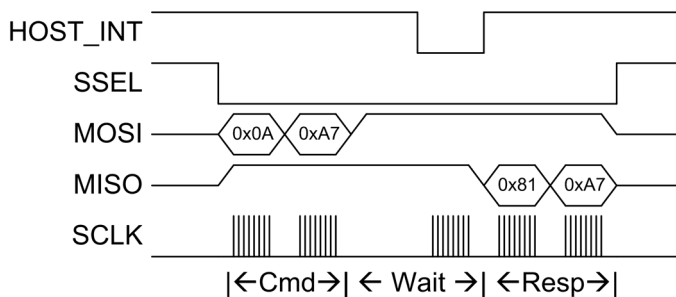 HOST_INT
SSEL
MOSI 0x0A 0xA7
MISO 0x81 0xA7
SCLK
|←Cmd→|← Wait →|←Resp→|